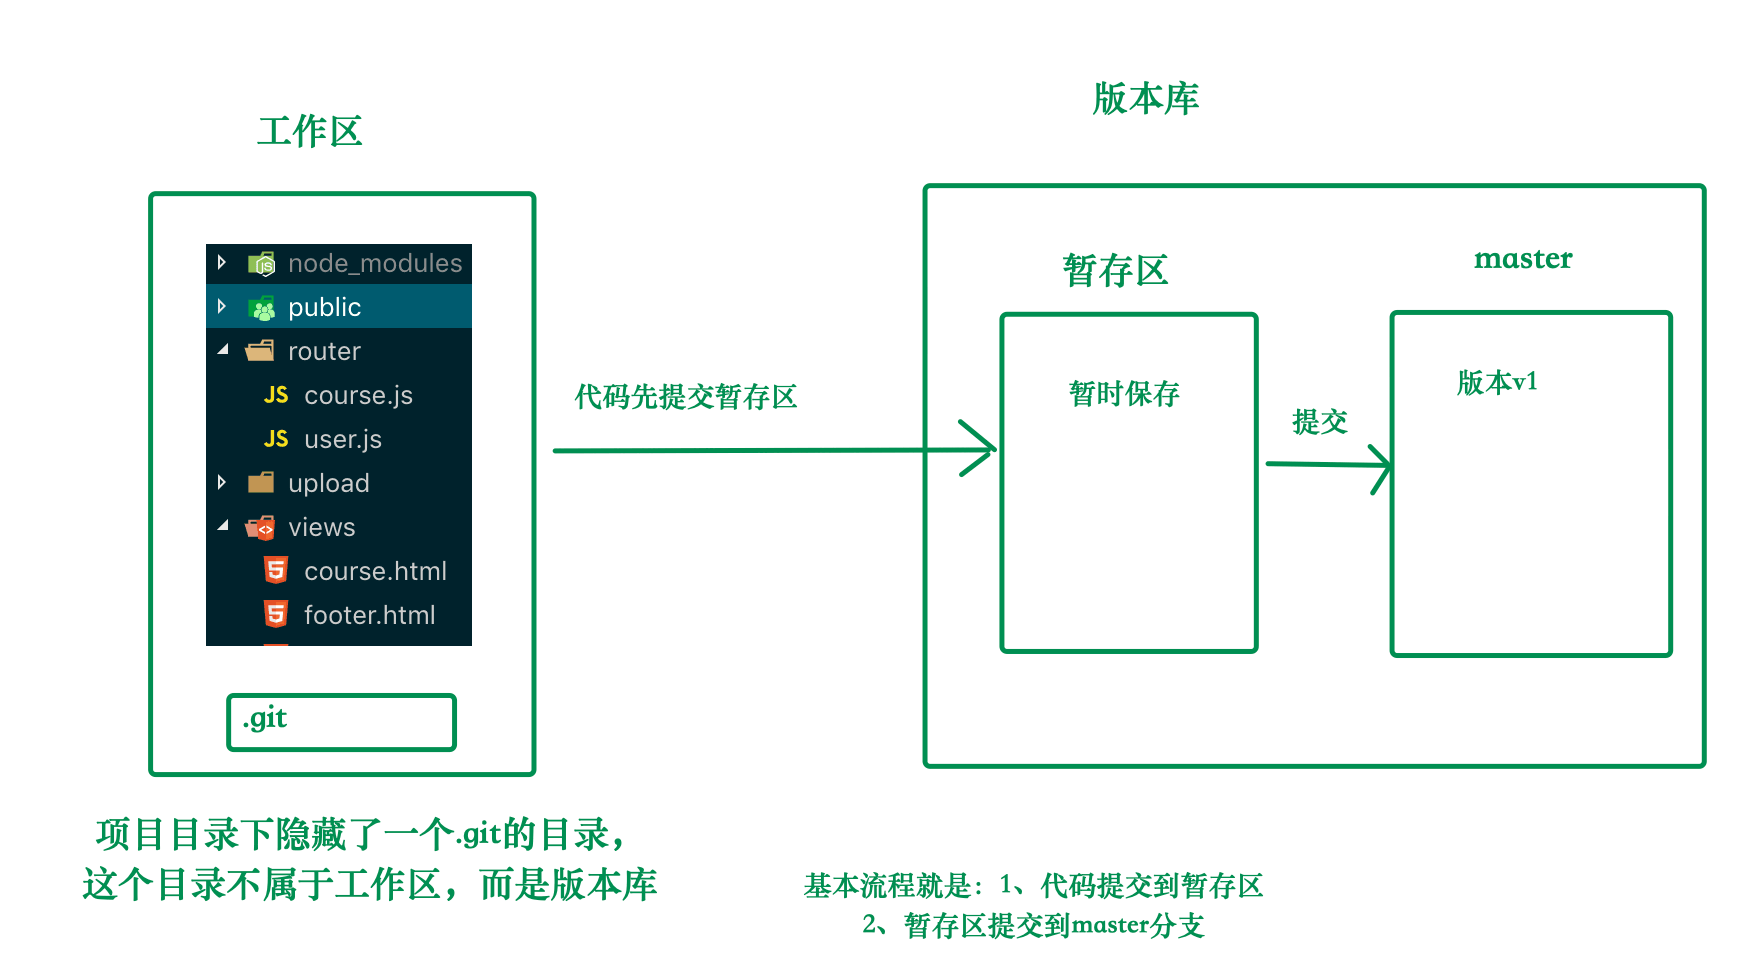 工作区
node_modules
public
router
JS course.js
JS user.js
upload
views
course.html
footer.html
.git
项目目录下隐藏了一个.git的目录，
这个目录不属于工作区，而是版本库
代码先提交暂存区
版本库
暂存区
暂时保存
提交
master
版本v1
基本流程就是：1、代码提交到暂存区
2、暂存区提交到master分支